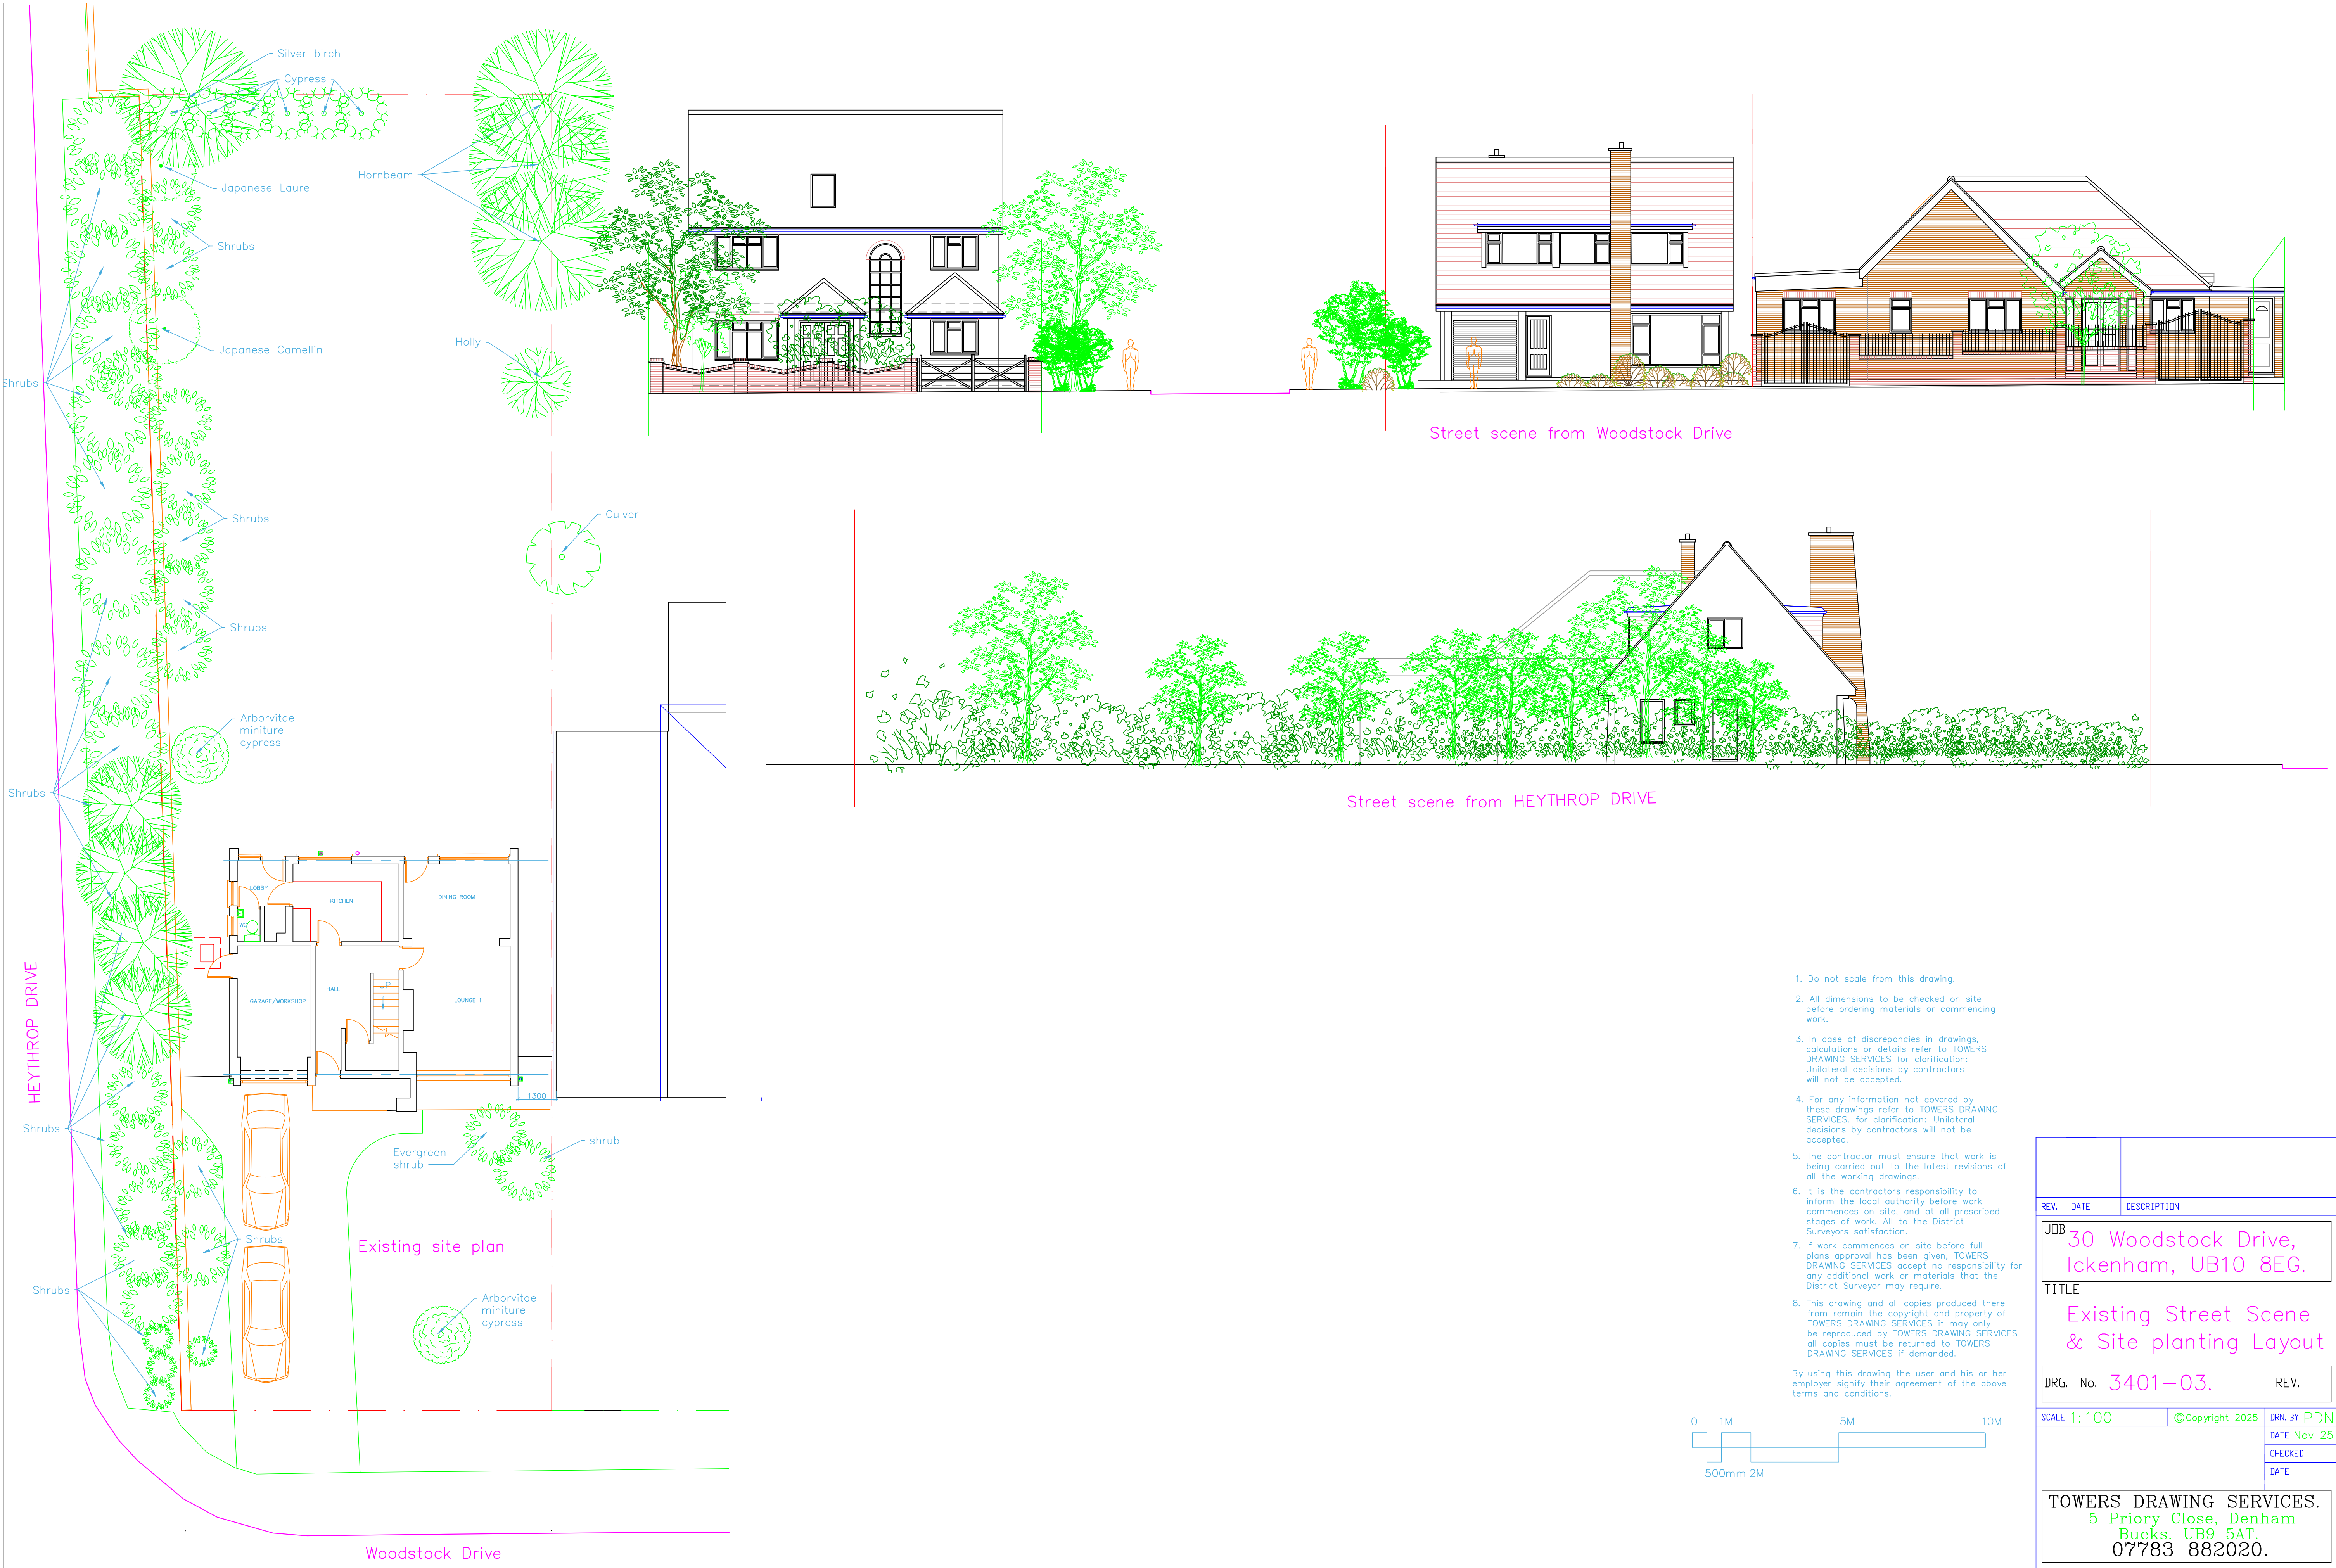 Silver birch
Cypress
Japanese Laurel
Hornbeam
Shrubs
Japanese Camellin
Holly
Shrubs
Culver
Shrubs
Shrubs
Arborvitae
miniture
cypress
Shrubs
LOBBY
KITCHEN
DINING ROOM
WC
HALL
UP
GARAGE/WORKSHOP
LOUNGE 1
HEYTHROP DRIVE
1300
Shrubs
Evergreen
shrub
shrub
Shrubs
Existing site plan
Shrubs
Arborvitae
miniture
cypress
Woodstock Drive
Street scene from Woodstock Drive
Street scene from HEYTHROP DRIVE
1. Do not scale from this drawing.
2. All dimensions to be checked on site
before ordering materials or commencing
work.
3. In case of discrepancies in drawings,
calculations or details refer to TOWERS
DRAWING SERVICES for clarification:
Unilateral decisions by contractors
will not be accepted.
4. For any information not covered by
these drawings refer to TOWERS DRAWING
SERVICES. for clarification: Unilateral
decisions by contractors will not be
accepted.
5. The contractor must ensure that work is
being carried out to the latest revisions of
all the working drawings.
6. It is the contractors responsibility to
inform the local authority before work
commences on site, and at all prescribed
stages of work. All to the District
Surveyors satisfaction.
7. If work commences on site before full
plans approval has been given, TOWERS
DRAWING SERVICES accept no responsibility for
any additional work or materials that the
District Surveyor may require.
8. This drawing and all copies produced there
from remain the copyright and property of
TOWERS DRAWING SERVICES it may only
be reproduced by TOWERS DRAWING SERVICES
all copies must be returned to TOWERS
DRAWING SERVICES if demanded.
By using this drawing the user and his or her
employer signify their agreement of the above
terms and conditions.
0 1M 5M 10M
500mm 2M
REV. DATE DESCRIPTION
JOB
30 Woodstock Drive,
Ickenham, UB10 8EG.
TITLE
Existing Street Scene
& Site planting Layout
DRG. No. 3401-03. REV.
SCALE. 1:100 ©Copyright 2025 DRN. BY PDN
DATE Nov 25
CHECKED
DATE
TOWERS DRAWING SERVICES.
5 Priory Close, Denham
Bucks. UB9 5AT.
07783 882020.